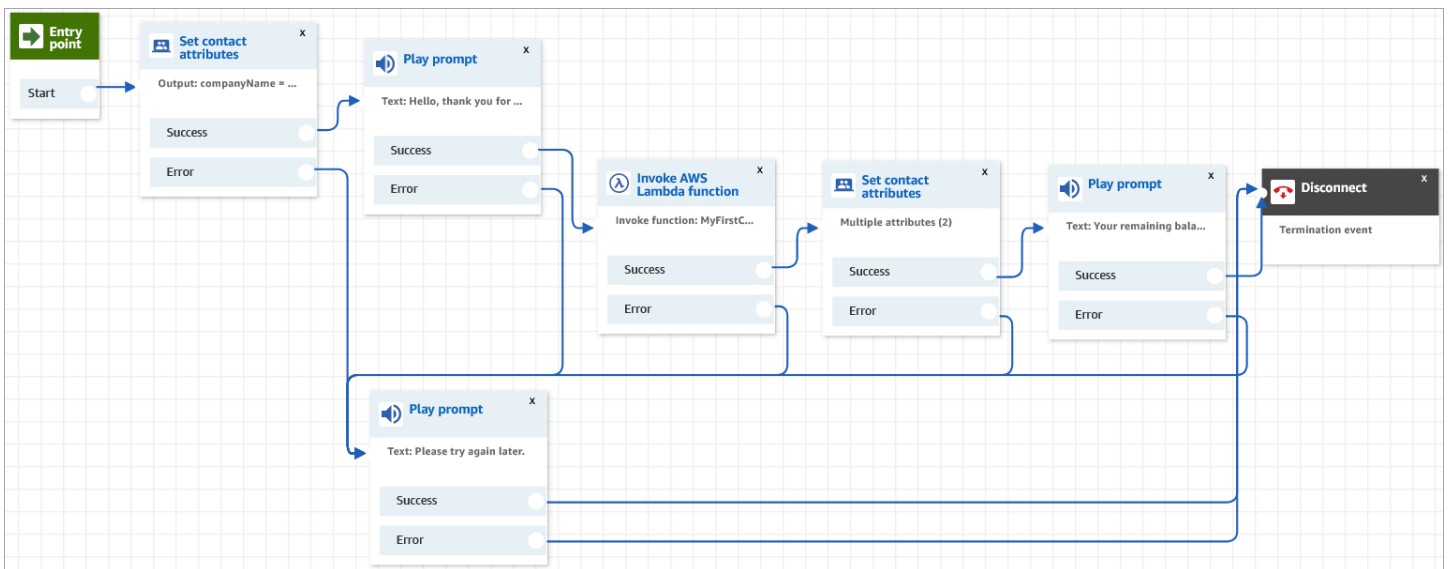 Entry
point
Start
x
Set contact
attributes
Output: companyName = ...
Success
Error
x
Play prompt
Text: Hello, thank you for ...
Success
Error
x
Invoke AWS
Lambda function
Invoke function: MyFirstC...
Success
Error
x
Set contact
attributes
Multiple attributes (2)
Success
Error
x
Play prompt
Text: Your remaining bala...
Success
Error
x
Disconnect
Termination event
x
Play prompt
Text: Please try again later.
Success
Error